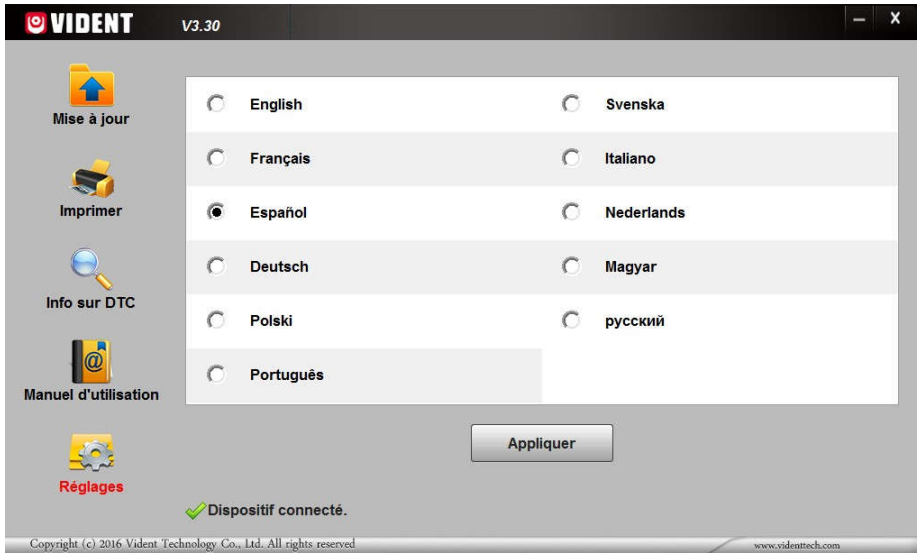 VIDENT V3.30
Mise à jour
Imprimer
Info sur DTC
Manuel d'utilisation
Réglages
English
Français
Español
Deutsch
Polski
Português
Svenska
Italiano
Nederlands
Magyar
русский
Appliquer
Dispositif connecté.
Copyright (c) 2016 Vident Technology Co., Ltd. All rights reserved
www.videnttech.com